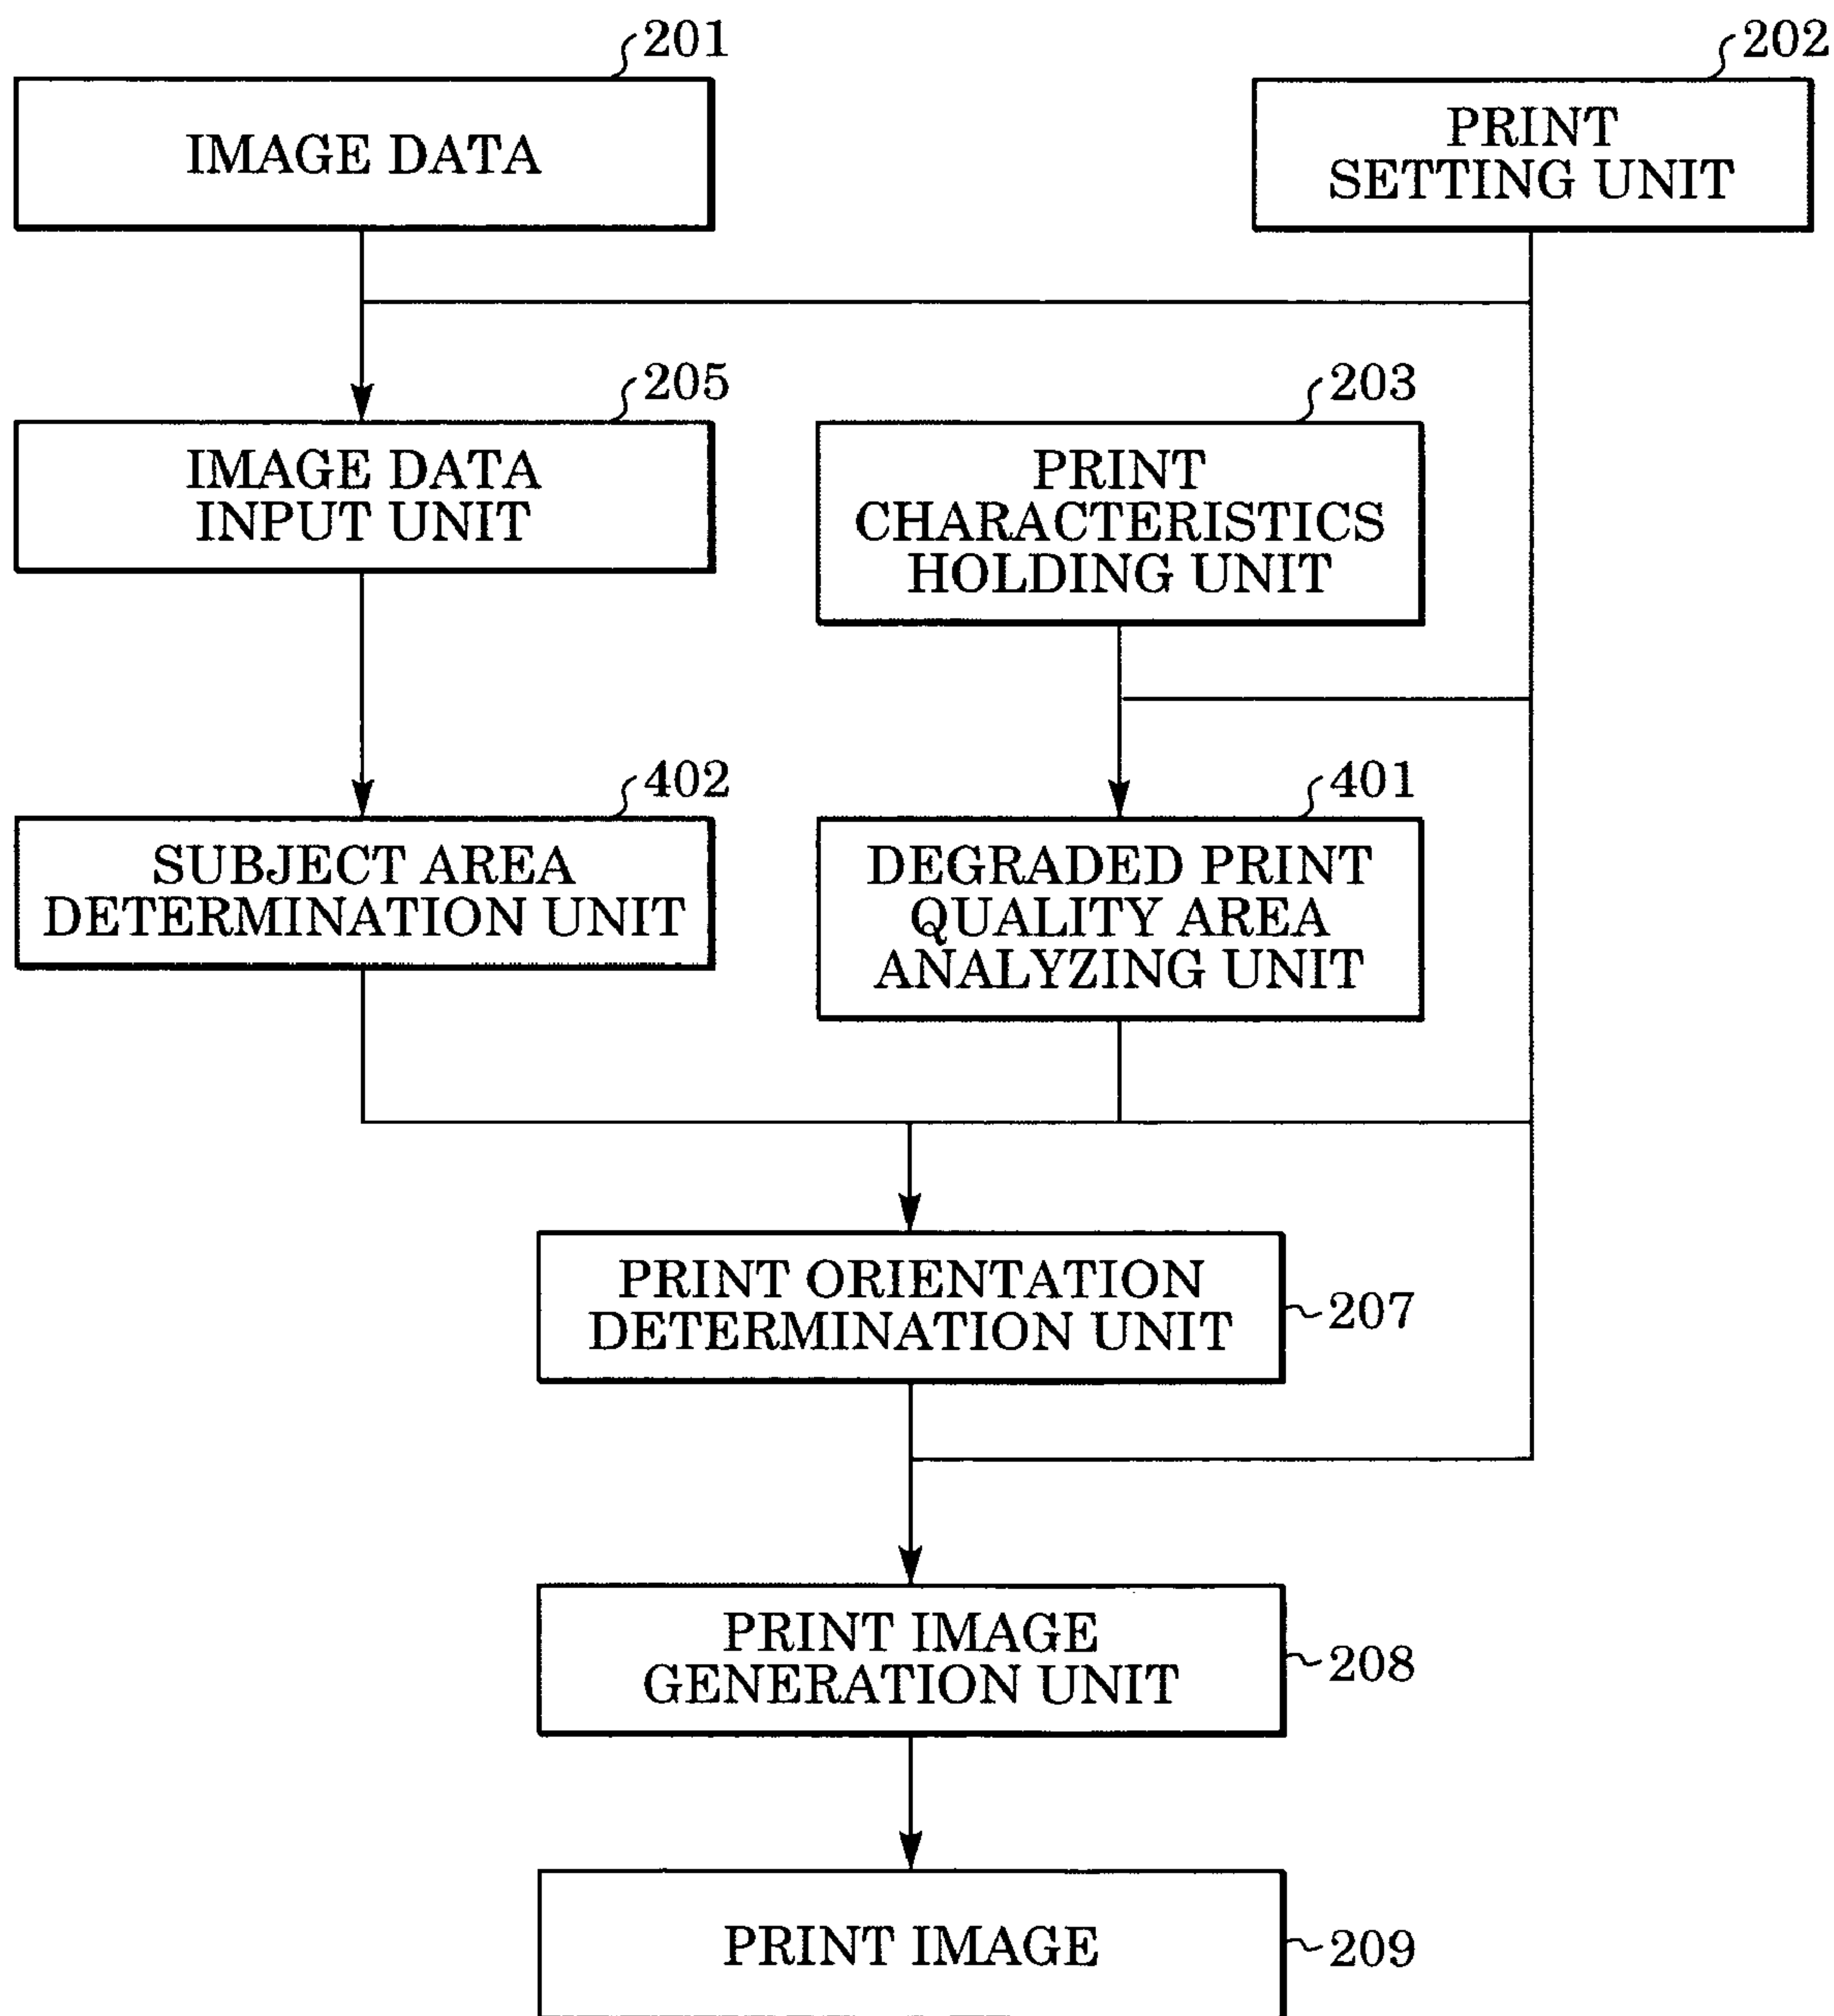 201
IMAGE DATA
202
PRINT
SETTING UNIT
205
IMAGE DATA
INPUT UNIT
203
PRINT
CHARACTERISTICS
HOLDING UNIT
402
SUBJECT AREA
DETERMINATION UNIT
401
DEGRADED PRINT
QUALITY AREA
ANALYZING UNIT
PRINT ORIENTATION
DETERMINATION UNIT
207
PRINT IMAGE
GENERATION UNIT
208
PRINT IMAGE
209